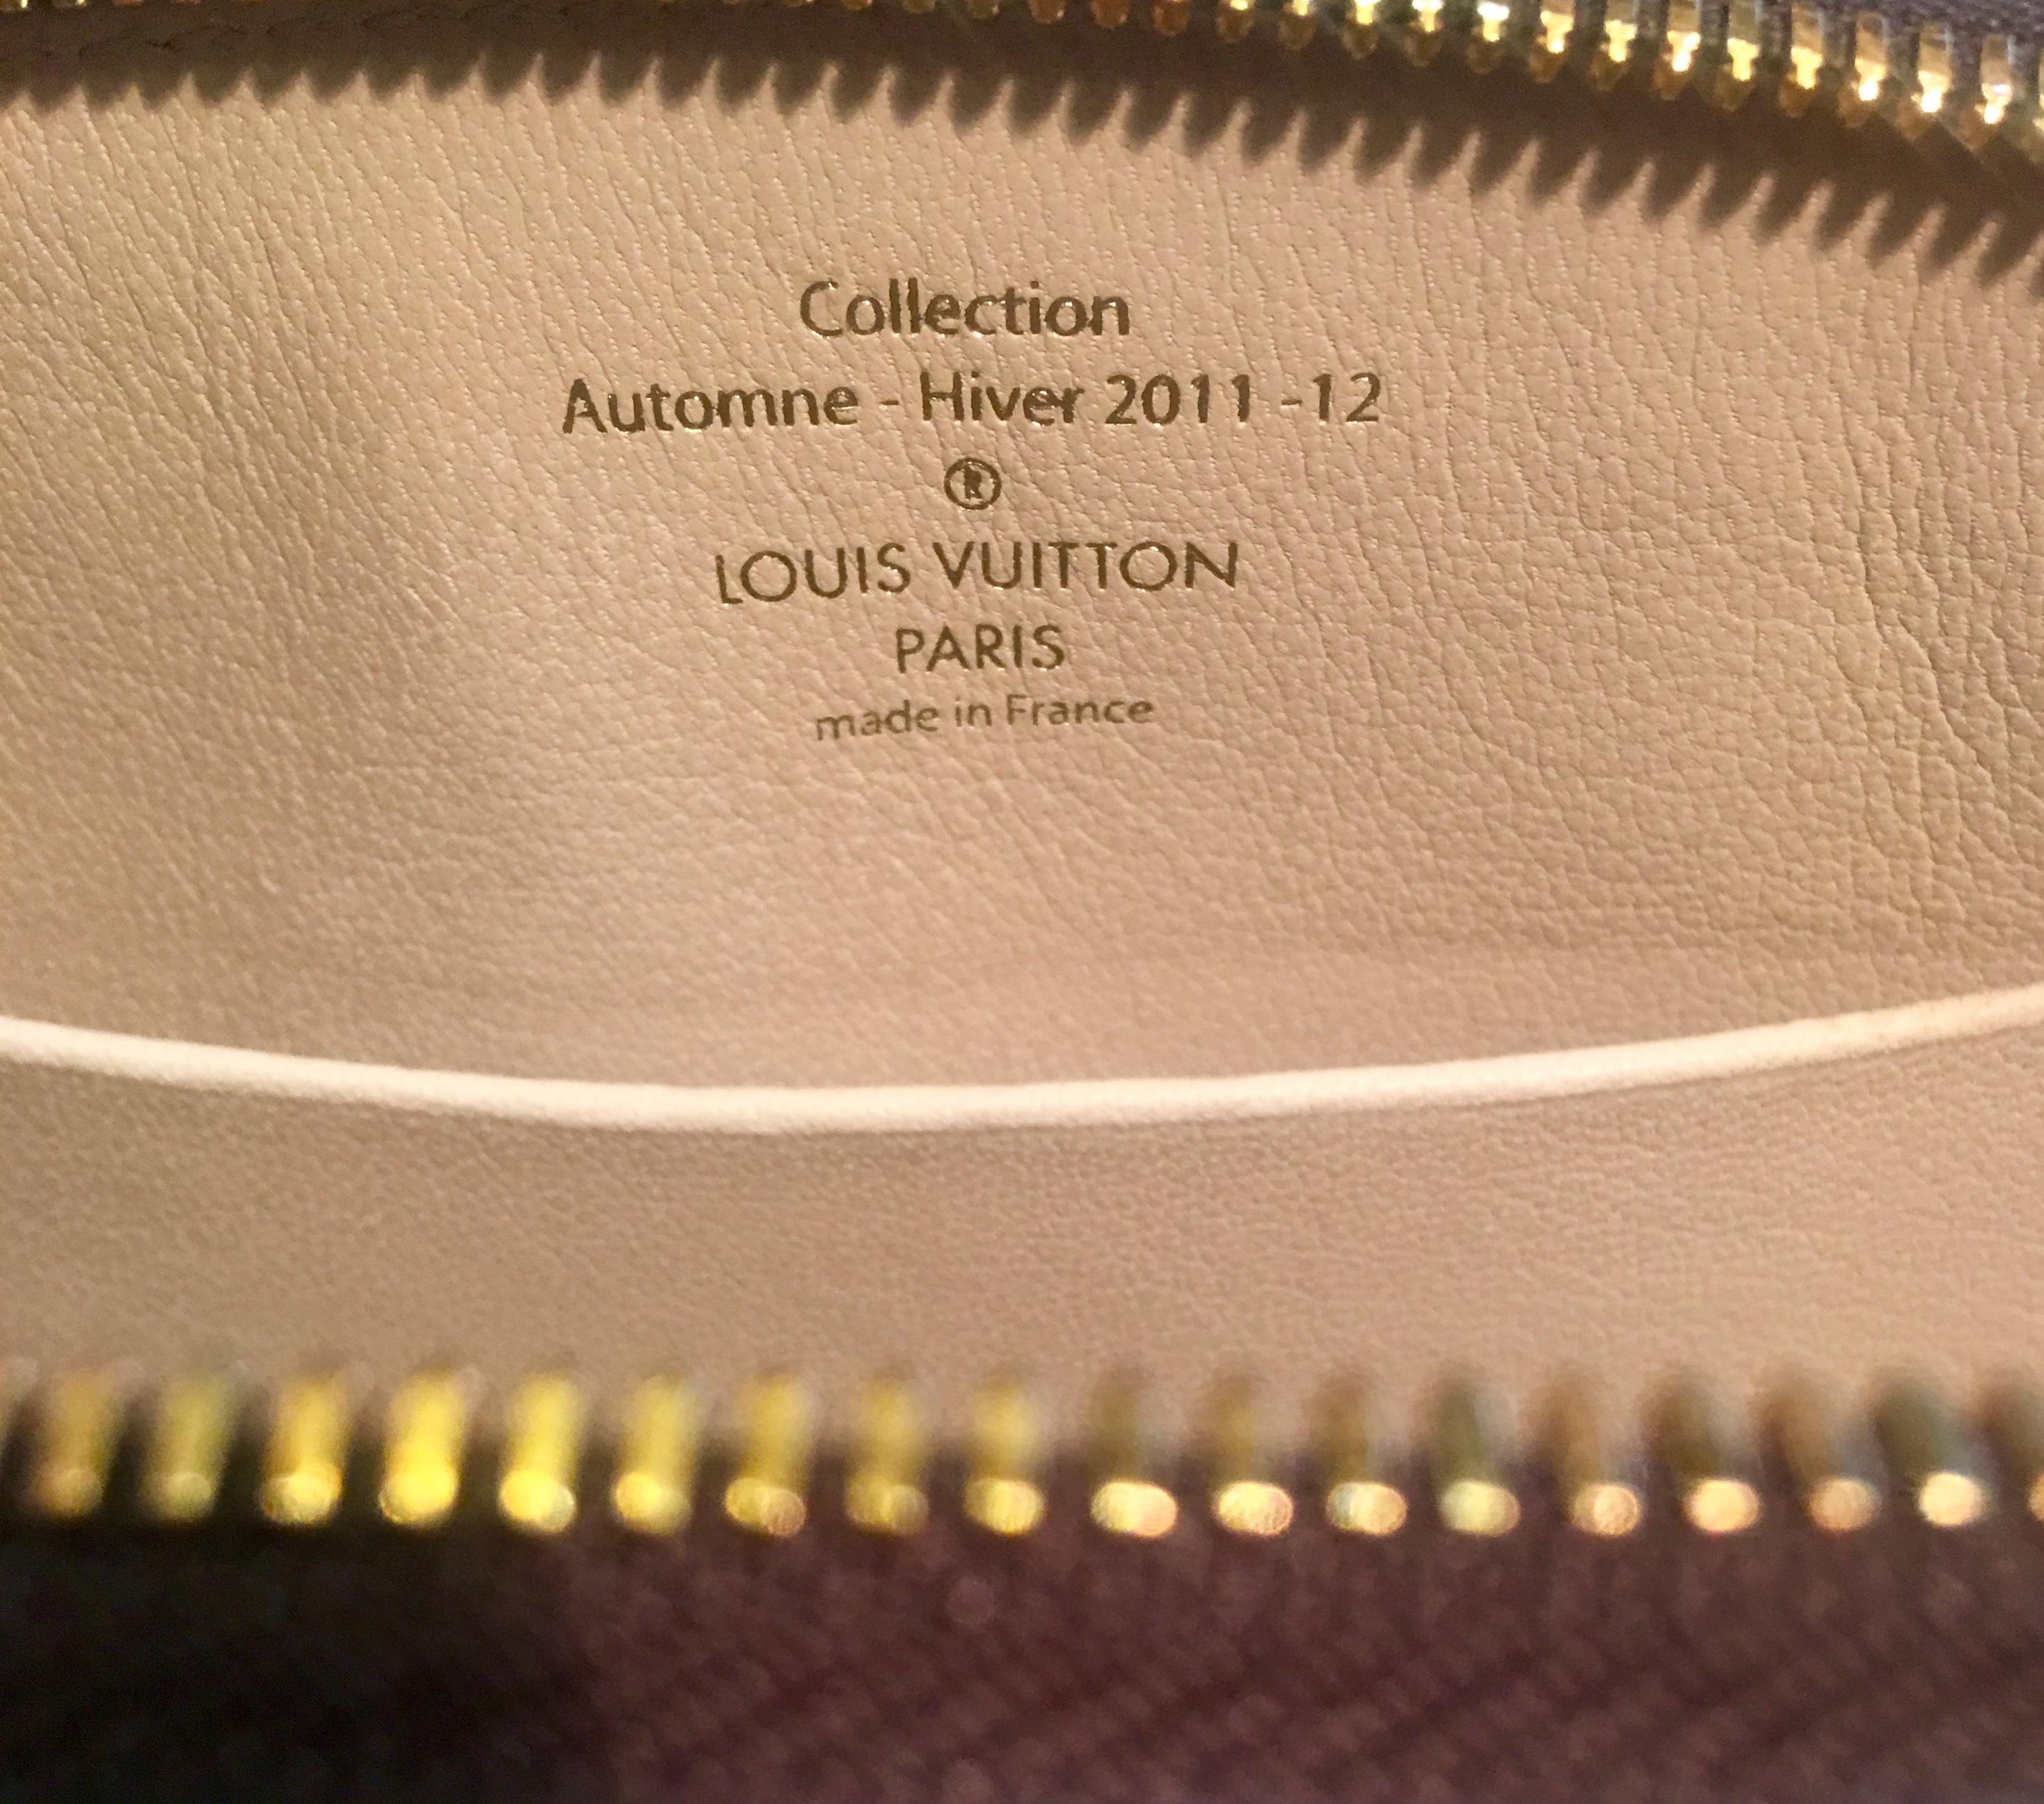 Collection
Automne - Hiver 2011 -12
®
LOUIS VUITTON
PARIS
made in France